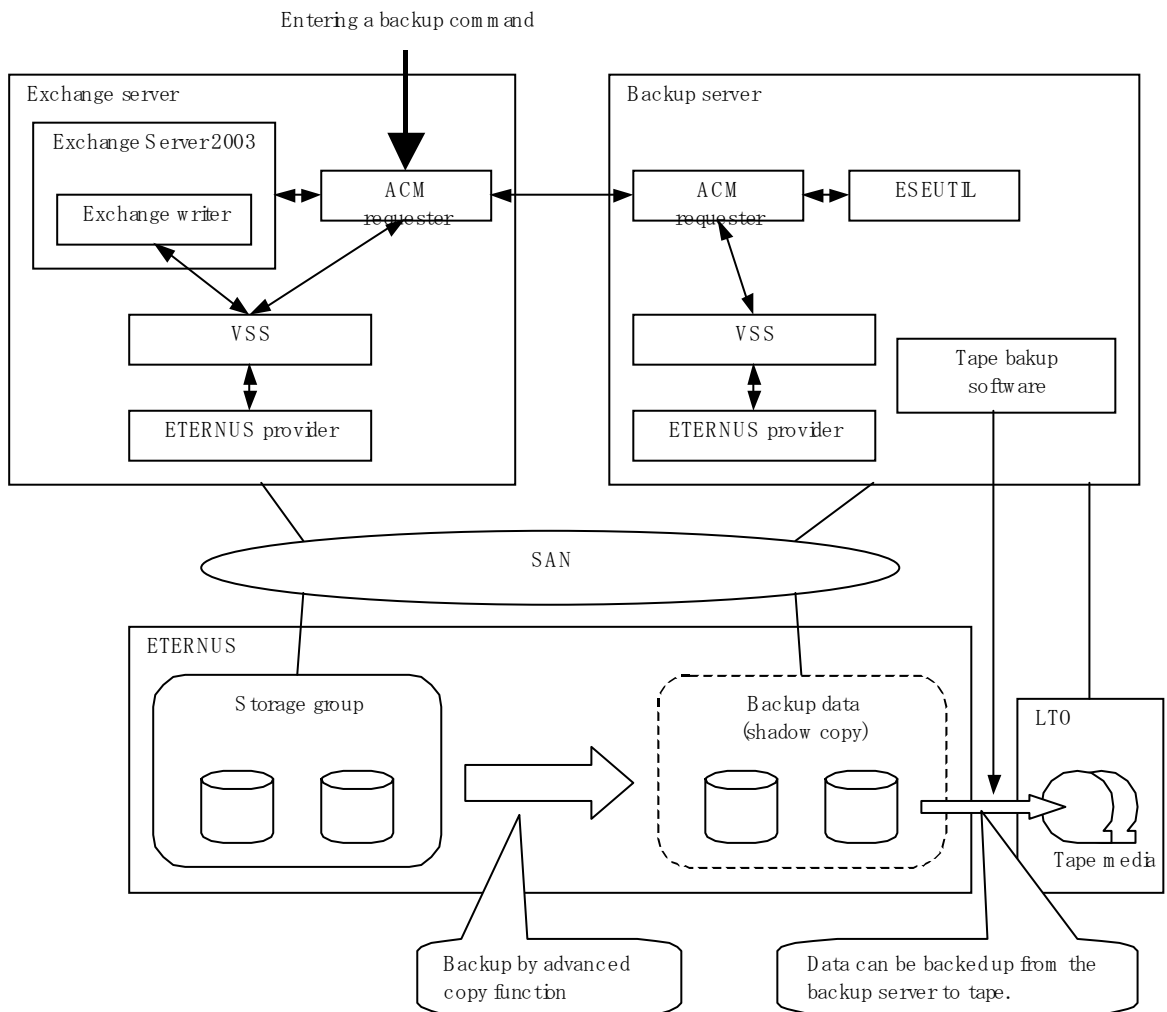 Entering a backup command
Exchange server
Exchange Server 2003
Exchange writer
ACM
requester
VSS
ETERNUS provider
Backup server
ACM
requester
ESEUTIL
VSS
ETERNUS provider
Tape bakup
software
SAN
ETERNUS
Storage group
Backup data
(shadow copy)
LTO
Tape media
Backup by advanced
copy function
Data can be backed up from the
backup server to tape.